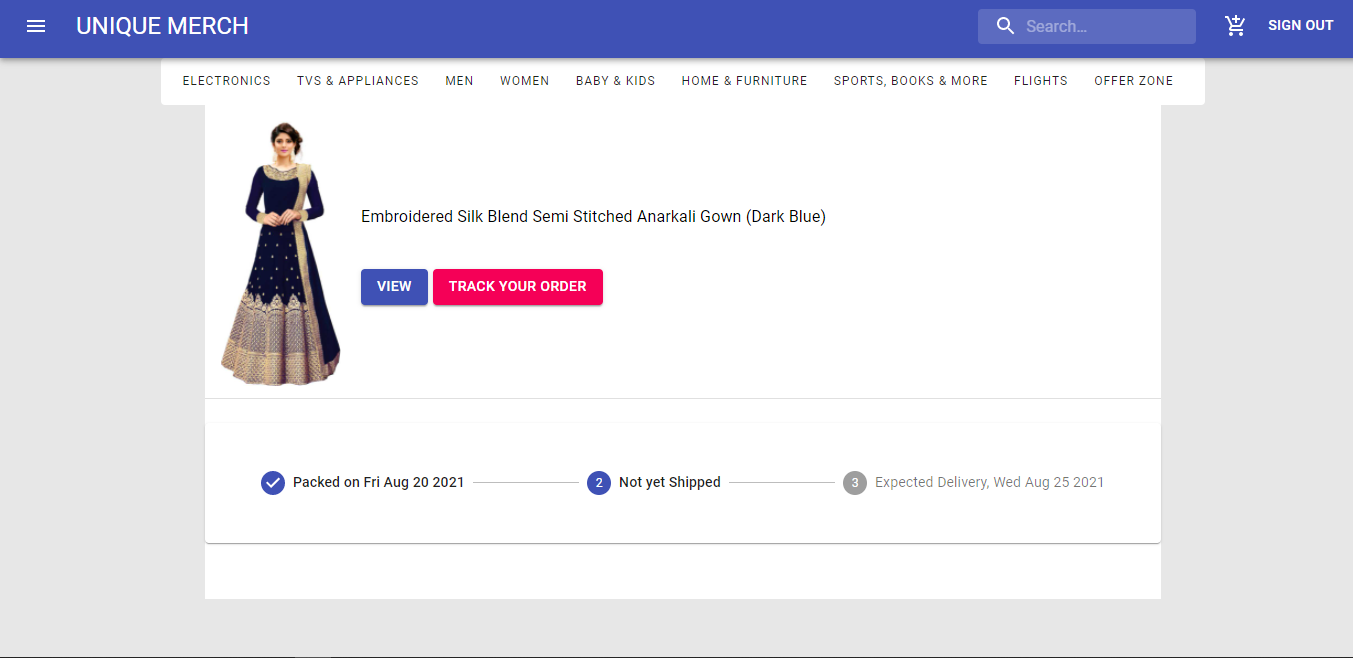 UNIQUE MERCH
Search...
SIGN OUT
ELECTRONICS TVS & APPLIANCES MEN WOMEN BABY & KIDS HOME & FURNITURE SPORTS, BOOKS & MORE FLIGHTS OFFER ZONE
Embroidered Silk Blend Semi Stitched Anarkali Gown (Dark Blue)
VIEW TRACK YOUR ORDER
Packed on Fri Aug 20 2021 2 Not yet Shipped 3 Expected Delivery, Wed Aug 25 2021